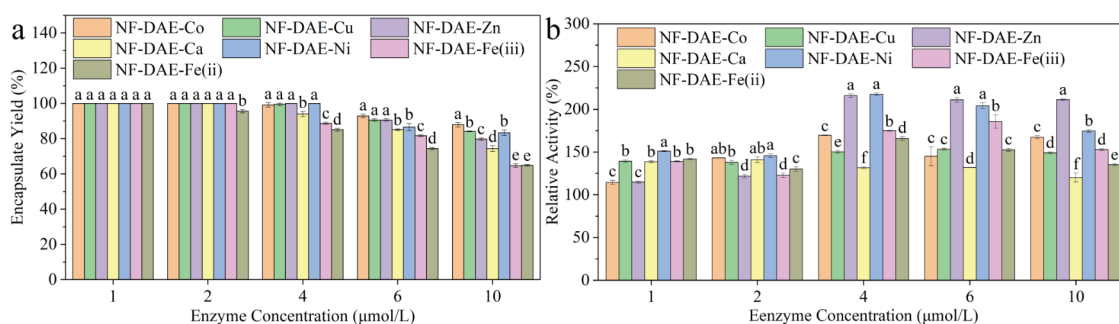 a
NF-DAE-Co NF-DAE-Cu NF-DAE-Zn
NF-DAE-Ca NF-DAE-Ni NF-DAE-Fe(iii)
NF-DAE-Fe(ii)
Encapsulate Yield (%)
140
120
100
80
60
40
20
0
a a a a a a a
a a a a a a b
a a a b a c d
a a a b b c d
a b c d b e e
1 2 4 6 10
Enzyme Concentration (μmol/L)
b
NF-DAE-Co NF-DAE-Cu NF-DAE-Zn
NF-DAE-Ca NF-DAE-Ni NF-DAE-Fe(iii)
NF-DAE-Fe(ii)
Relative Activity (%)
300
250
200
150
100
50
0
c b c b a b b
ab b d ab a d c
c e a f a b d
c c a d a b c
c d a f b d e
1 2 4 6 10
Eenzyme Concentration (μmol/L)